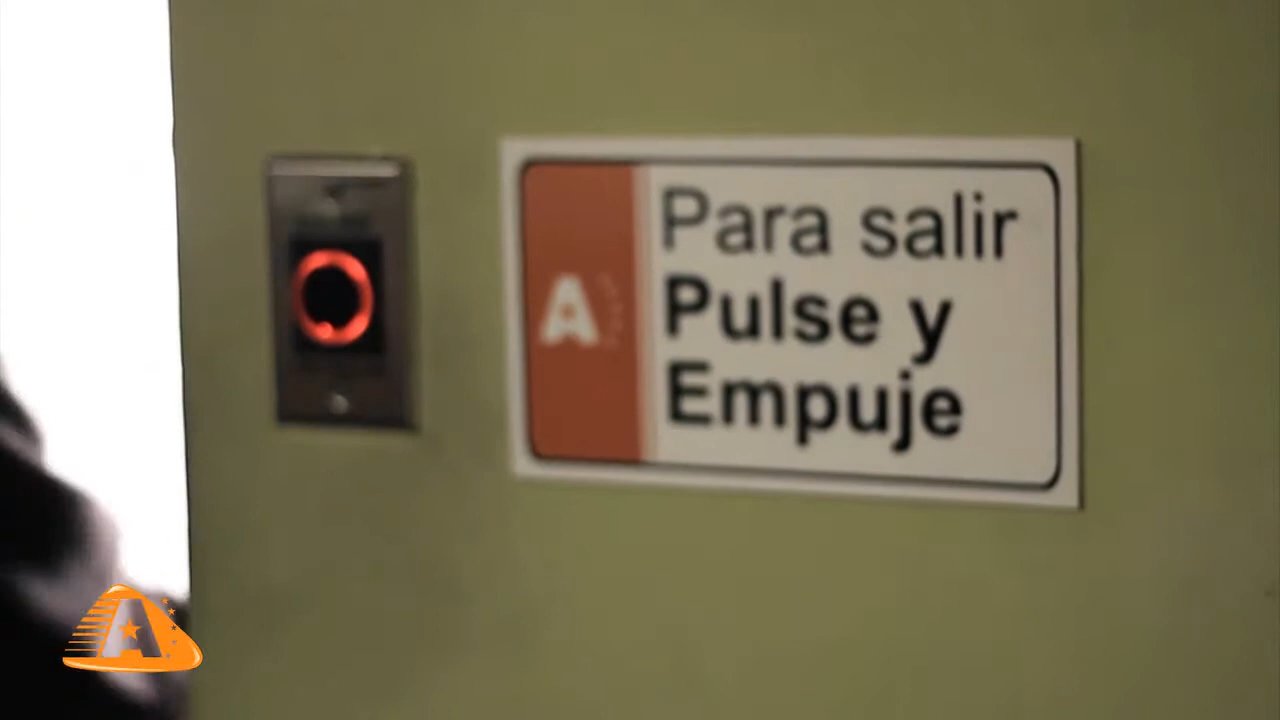 A
Para salir
Pulse y
Empuje
A